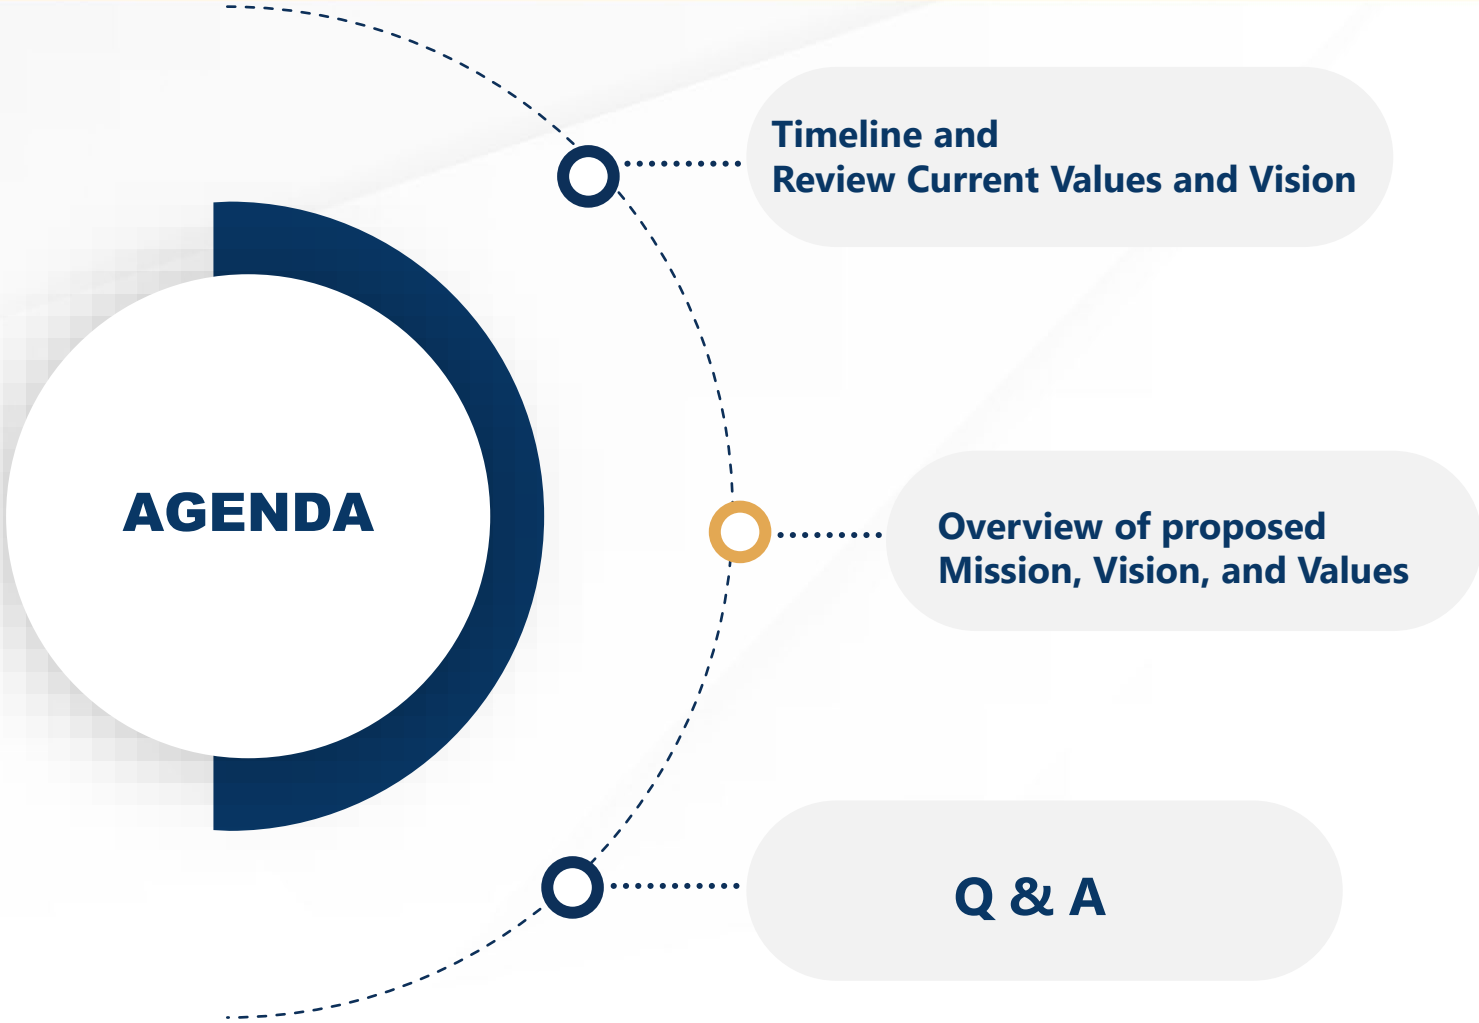 AGENDA
Timeline and
Review Current Values and Vision
Overview of proposed
Mission, Vision, and Values
Q & A